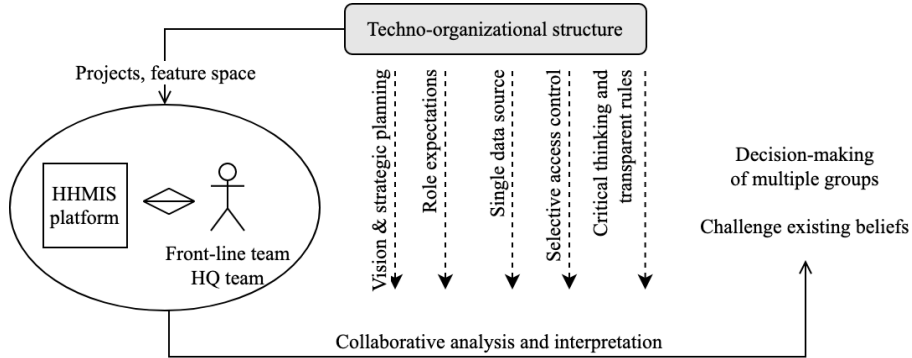 Techno-organizational structure
Projects, feature space
HHMIS
platform
Front-line team
HQ team
Vision & strategic planning
Role expectations
Single data source
Selective access control
Critical thinking and
transparent rules
Decision-making
of multiple groups
Challenge existing beliefs
Collaborative analysis and interpretation